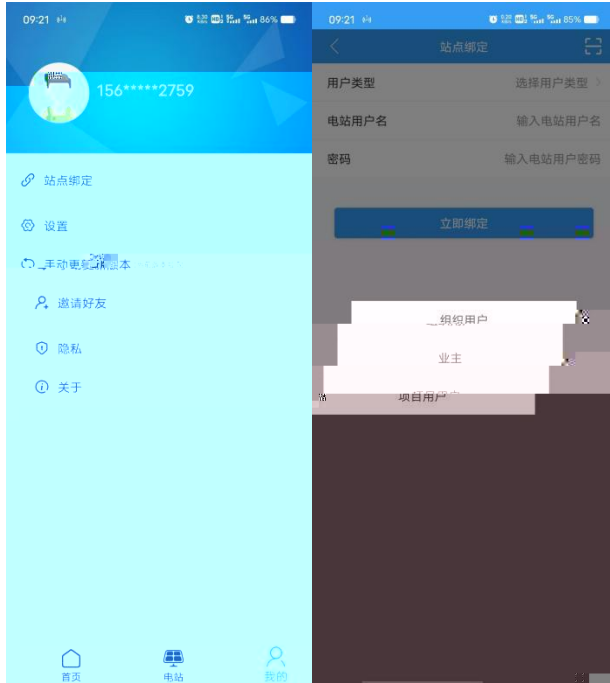 09:21
86%
156*****2759
站点绑定
设置
手动更新版本
邀请好友
隐私
关于
首页
电站
我的
09:21
85%
站点绑定
用户类型
选择用户类型
电站用户名
输入电站用户名
密码
输入电站用户密码
立即绑定
组织用户
业主
项目用户